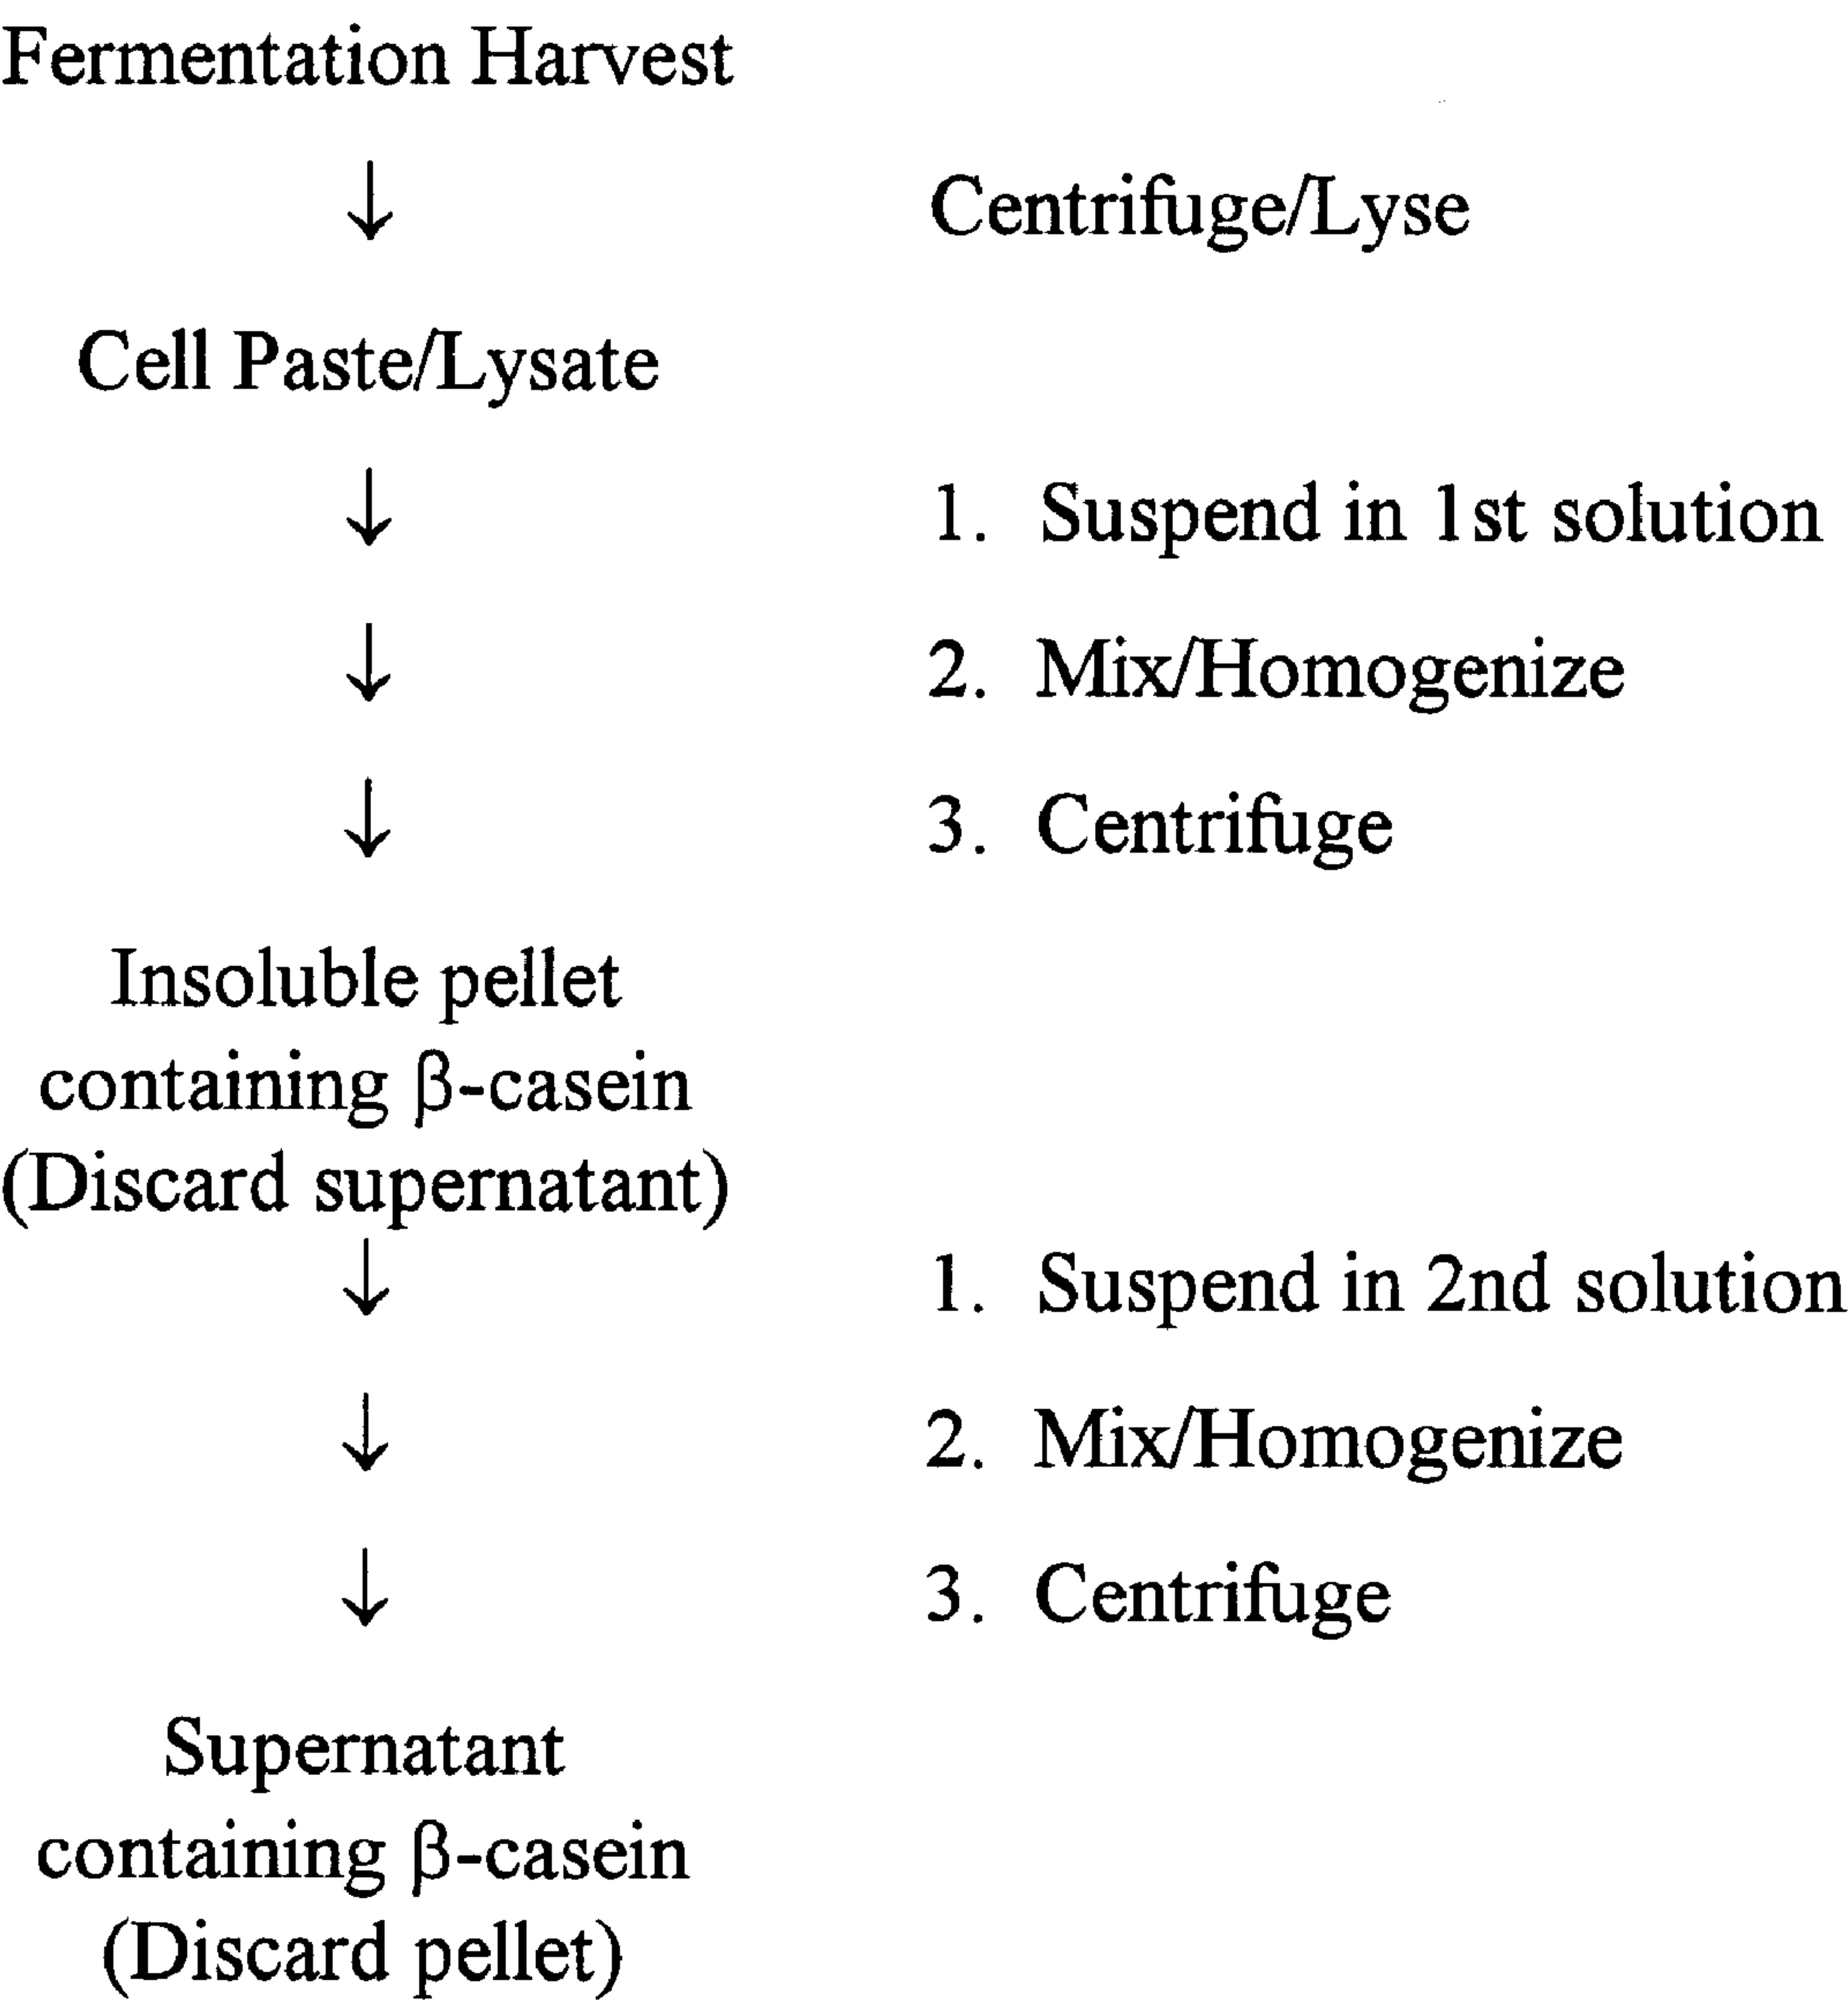 Fermentation Harvest
↓ Centrifuge/Lyse
Cell Paste/Lysate
↓ 1. Suspend in 1st solution
↓ 2. Mix/Homogenize
↓ 3. Centrifuge
Insoluble pellet
containing β-casein
(Discard supernatant)
↓ 1. Suspend in 2nd solution
↓ 2. Mix/Homogenize
↓ 3. Centrifuge
Supernatant
containing β-casein
(Discard pellet)